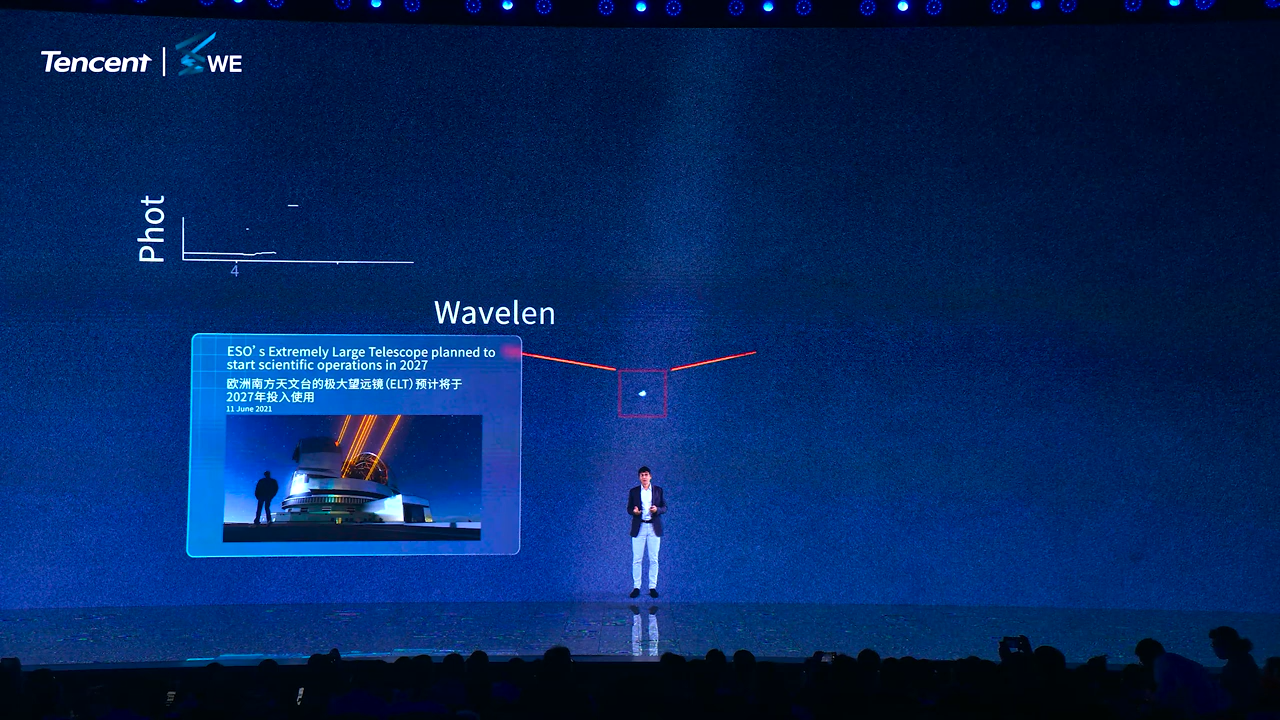 Tencent | WE
Phot
4
Wavelen
ESO's Extremely Large Telescope planned to
start scientific operations in 2027
欧洲南方天文台的极大望远镜(ELT)预计将于
2027年投入使用
11 June 2021